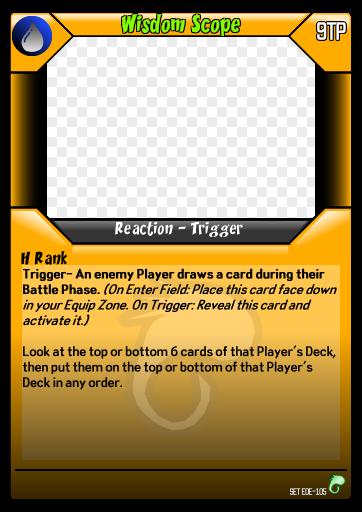 Wisdom Scope
9TP
Reaction - Trigger
H Rank
Trigger- An enemy Player draws a card during their
Battle Phase. (On Enter Field: Place this card face down
in your Equip Zone. On Trigger: Reveal this card and
activate it.)
Look at the top or bottom 6 cards of that Player's Deck,
then put them on the top or bottom of that Player's
Deck in any order.
SET EDE-105